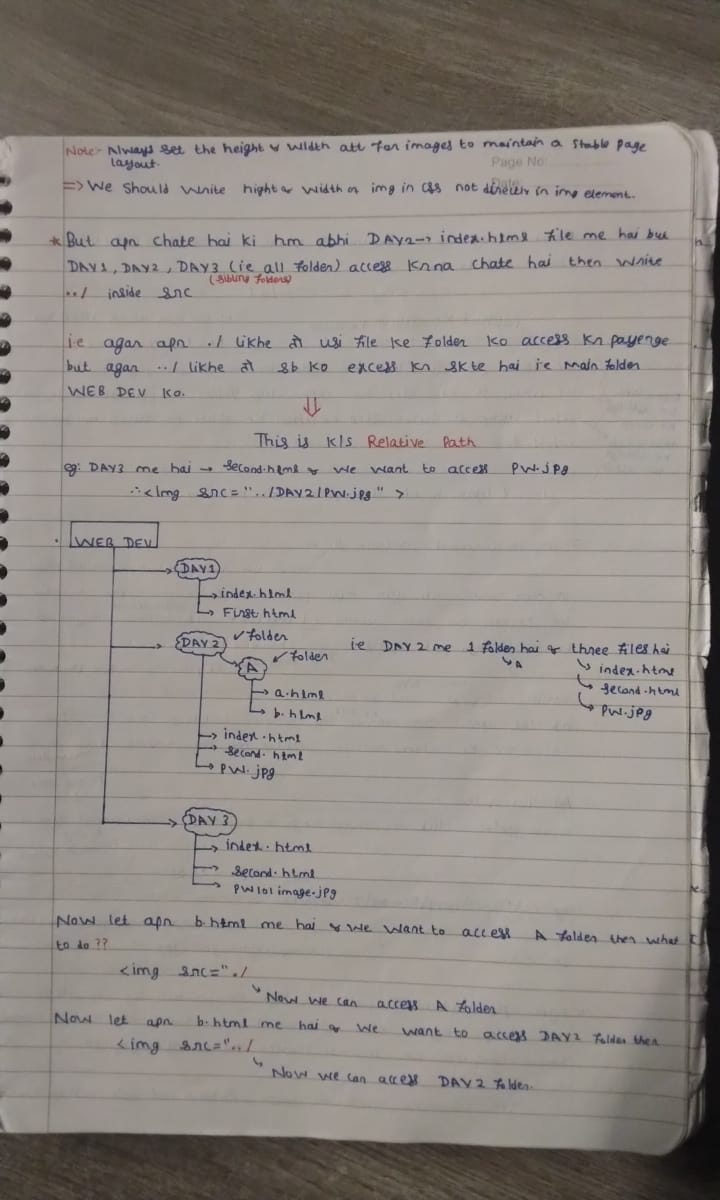 Note:- Always set the height & width att for images to maintain a stable page
layout.
Page No:
Date:
=> We should write hight & width of img in css not directly in img element.
* But apn chate hai ki hm abhi DAY2 → index.html file me hai but
DAY1, DAY2, DAY3 (ie all folder) access krna chate hai then write
(sibling folders)
../ inside src
ie agar apn ./ likhe to usi file ke folder ko access kr payenge
but agar ../ likhe to sb ko excess kr skte hai ie main folder
WEB DEV ko.
⇓
This is k/s Relative Path
eg: DAY3 me hai → second.html & we want to access PW.jpg
∴ <Img src="../DAY2/PW.jpg" >
WEB DEV
DAY1
index.html
First.html
DAY 2 ✓folder
ie DAY 2 me 1 folder hai & three files hai
A ✓folder
A
index.html
second.html
PW.jpg
a.html
b.html
index.html
second.html
PW.jpg
DAY 3
index.html
second.html
PW101image.jpg
Now let apn b.html me hai & we want to access A folder then what
to do ??
<img src="./
Now we can access A folder
Now let apn b.html me hai & we want to access DAY2 folder then
<img src="../
Now we can access DAY2 folder.